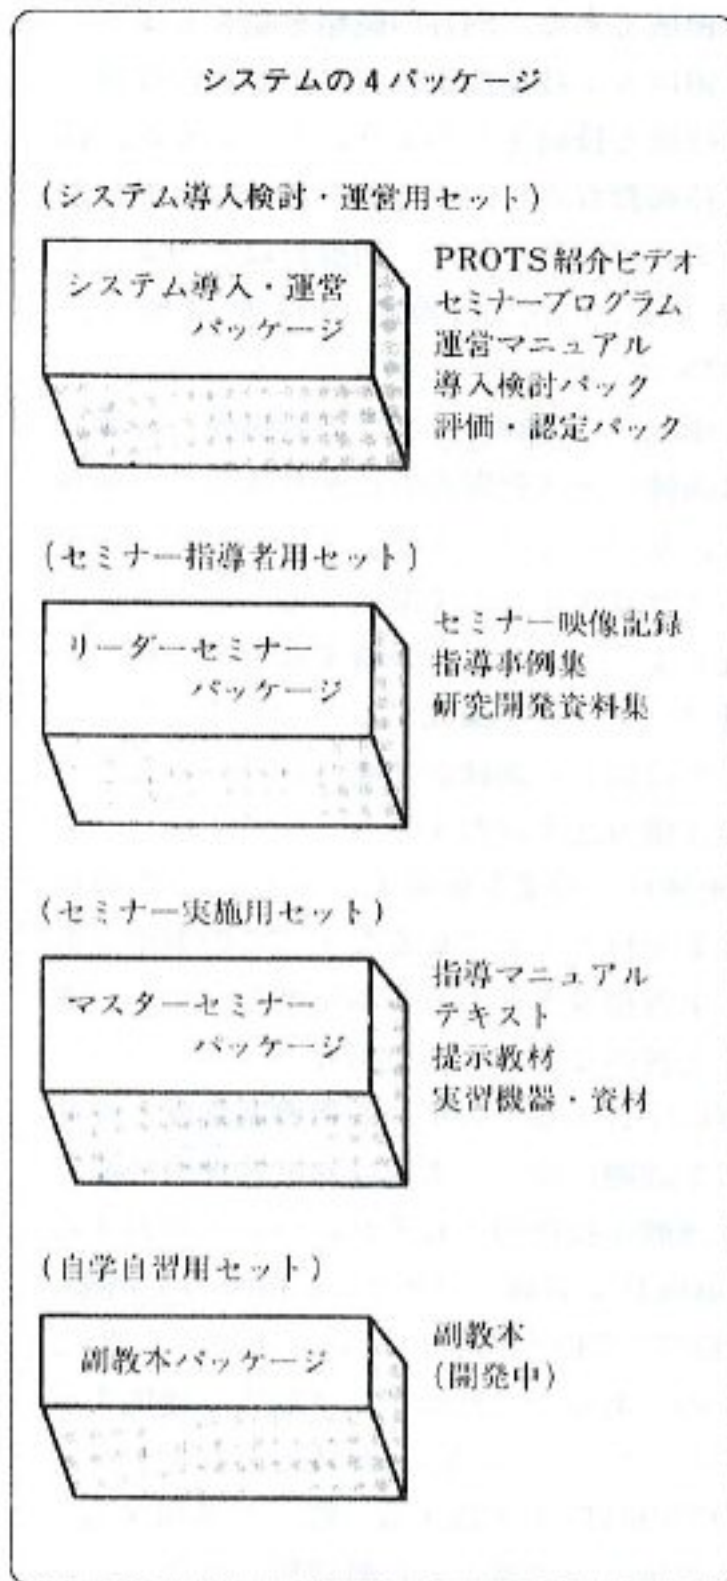 システムの4パッケージ
(システム導入検討・運営用セット)
システム導入・運営
パッケージ
PROTS紹介ビデオ
セミナープログラム
運営マニュアル
導入検討パック
評価・認定パック
(セミナー指導者用セット)
リーダーセミナー
パッケージ
セミナー映像記録
指導事例集
研究開発資料集
(セミナー実施用セット)
マスターセミナー
パッケージ
指導マニュアル
テキスト
提示教材
実習機器・資材
(自学自習用セット)
副教本パッケージ
副教本
(開発中)